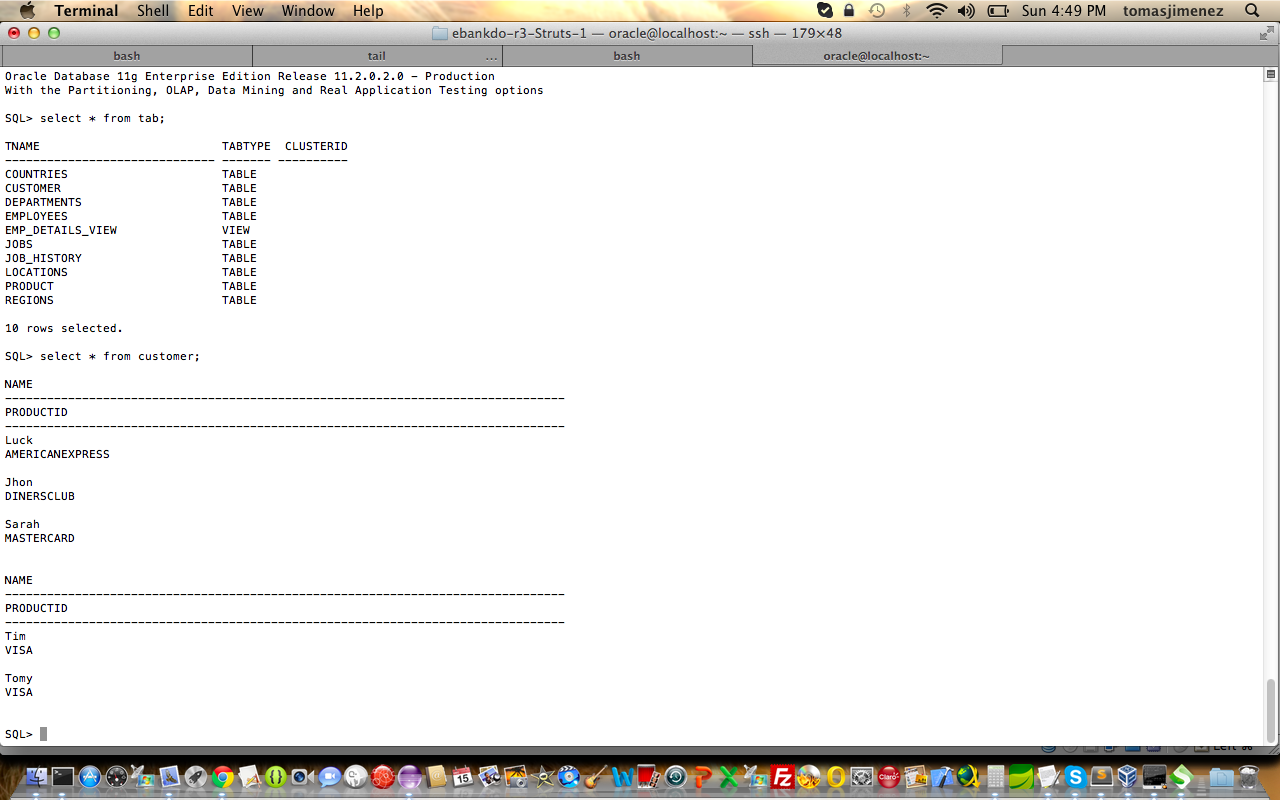 Terminal Shell Edit View Window Help Sun 4:49 PM tomasjimenez
ebankdo-r3-Struts-1 — oracle@localhost:~ — ssh — 179×48
bash tail ... bash oracle@localhost:~
Oracle Database 11g Enterprise Edition Release 11.2.0.2.0 - Production
With the Partitioning, OLAP, Data Mining and Real Application Testing options
SQL> select * from tab;
TNAME TABTYPE CLUSTERID
------------------------------ ------- ----------
COUNTRIES TABLE
CUSTOMER TABLE
DEPARTMENTS TABLE
EMPLOYEES TABLE
EMP_DETAILS_VIEW VIEW
JOBS TABLE
JOB_HISTORY TABLE
LOCATIONS TABLE
PRODUCT TABLE
REGIONS TABLE
10 rows selected.
SQL> select * from customer;
NAME
--------------------------------------------------------------------------------
PRODUCTID
--------------------------------------------------------------------------------
Luck
AMERICANEXPRESS
Jhon
DINERSCLUB
Sarah
MASTERCARD
NAME
--------------------------------------------------------------------------------
PRODUCTID
--------------------------------------------------------------------------------
Tim
VISA
Tomy
VISA
SQL>
Left ⌘
15
Claro